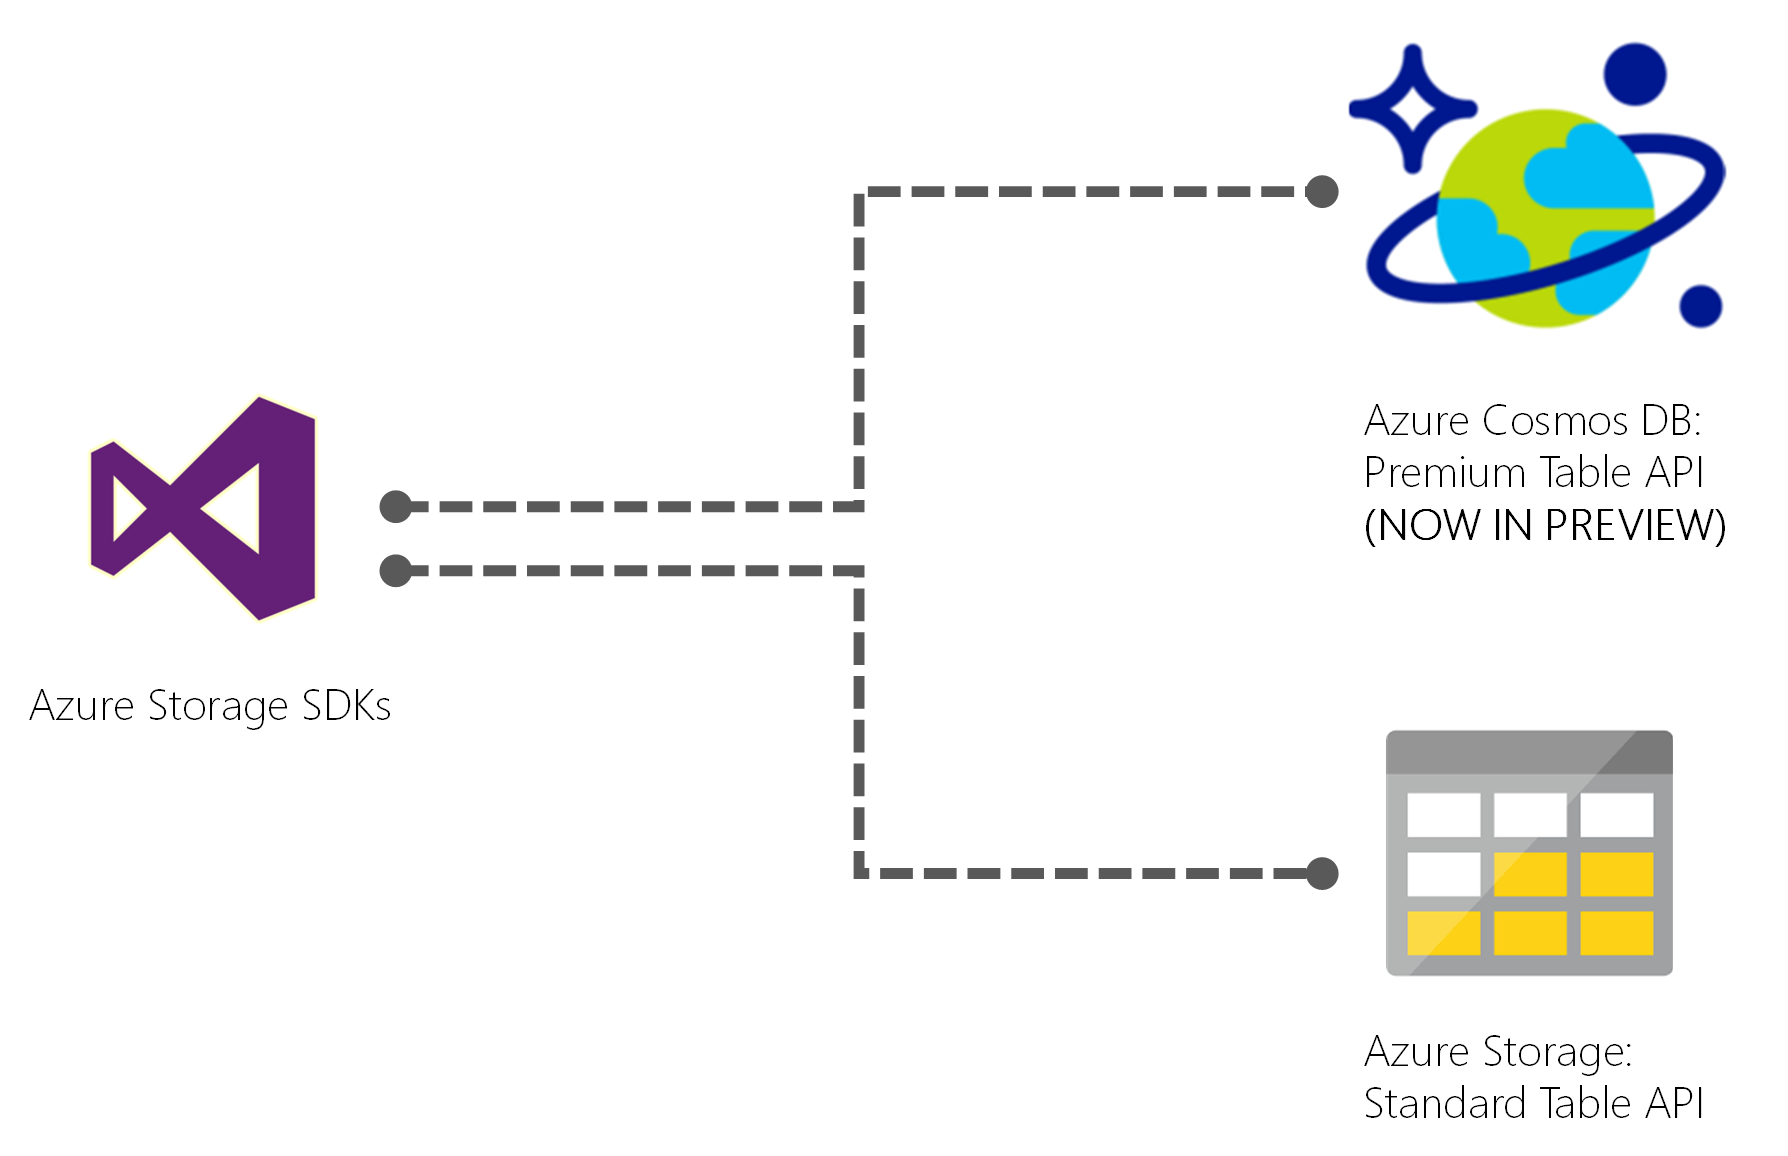 Azure Cosmos DB:
Premium Table API
(NOW IN PREVIEW)
Azure Storage SDKs
Azure Storage:
Standard Table API